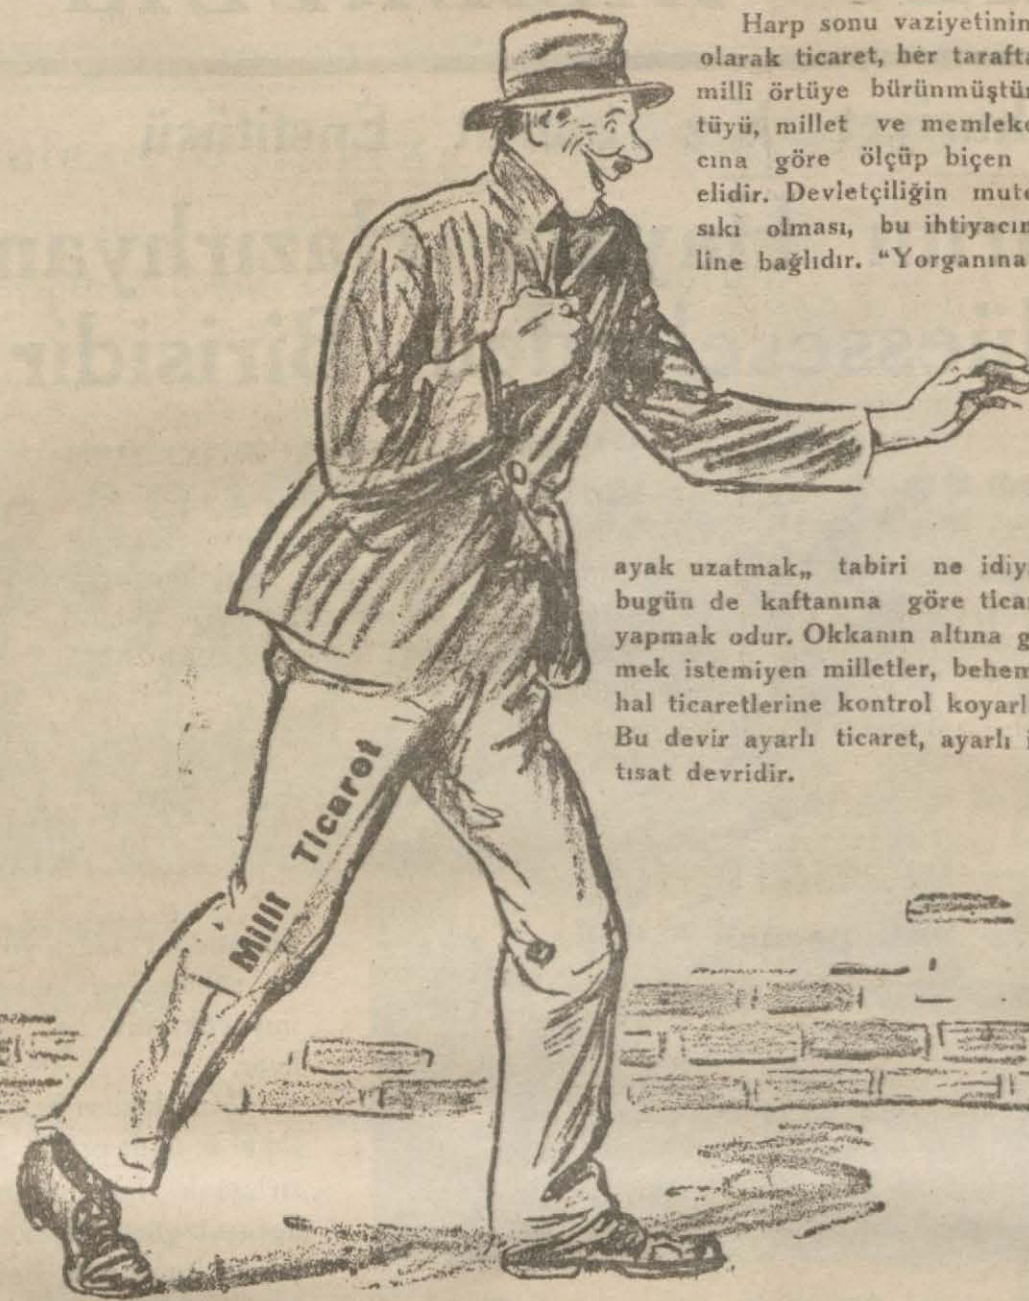 Harp sonu vaziyetinin
olarak ticaret, her tarafta
millî örtüye bürünmüştür
tüyü, millet ve memleke
cına göre ölçüp biçen
elidir. Devletçiliğin mute
sıkı olması, bu ihtiyacın
line bağlıdır. “Yorganına
ayak uzatmak„ tabiri ne idiy
bugün de kaftanına göre tica
yapmak odur. Okkanın altına g
mek istemiyen milletler, behem
hal ticaretlerine kontrol koyarl
Bu devir ayarlı ticaret, ayarlı i
tısat devridir.
Millî Ticaret